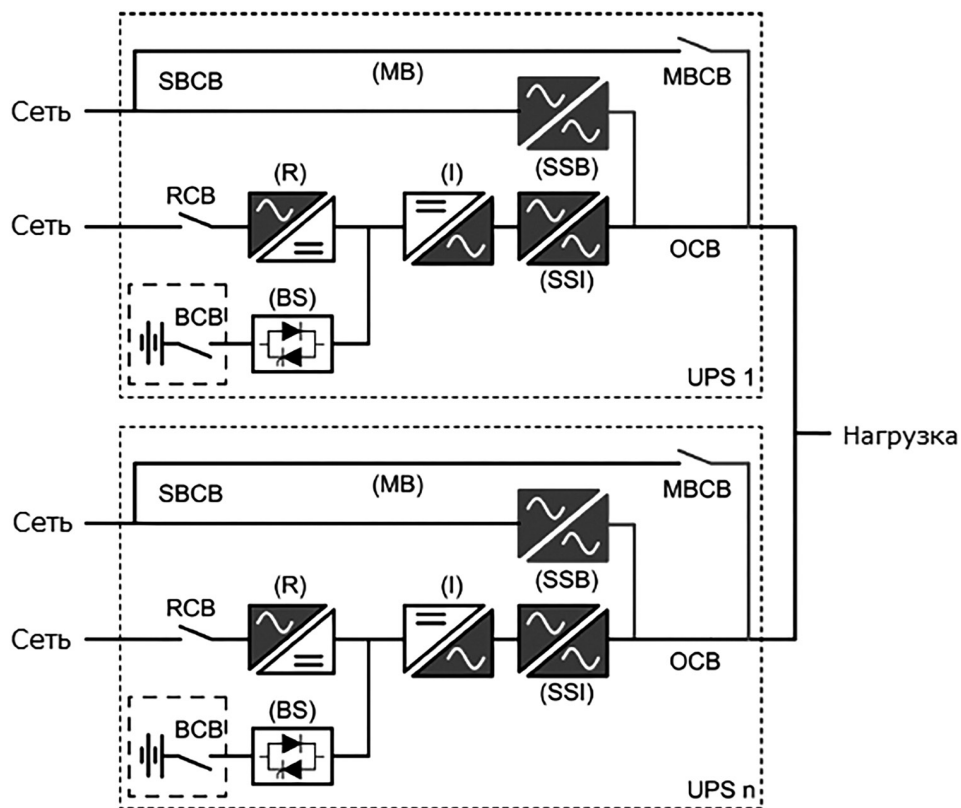 (MB)
SBCB
MBCB
Сеть
(SSB)
(R)
(I)
RCB
Сеть
OCB
(SSI)
(BS)
BCB
UPS 1
Нагрузка
(MB)
SBCB
MBCB
Сеть
(SSB)
(R)
(I)
RCB
Сеть
OCB
(SSI)
(BS)
BCB
UPS n